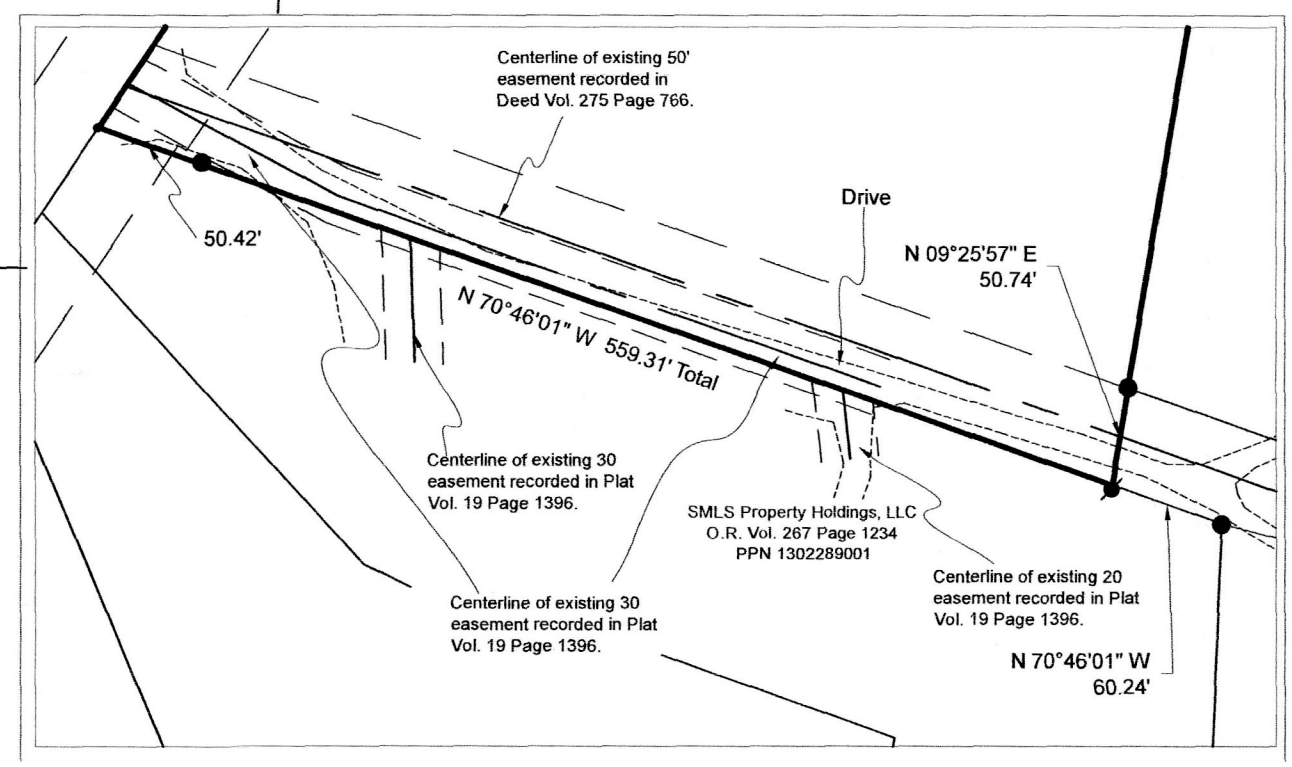 Centerline of existing 50'
easement recorded in
Deed Vol. 275 Page 766.
Drive
50.42'
N 09°25'57" E
50.74'
N 70°46'01" W 559.31' Total
Centerline of existing 30
easement recorded in Plat
Vol. 19 Page 1396.
SMLS Property Holdings, LLC
O.R. Vol. 267 Page 1234
PPN 1302289001
Centerline of existing 20
easement recorded in Plat
Vol. 19 Page 1396.
Centerline of existing 30
easement recorded in Plat
Vol. 19 Page 1396.
N 70°46'01" W
60.24'